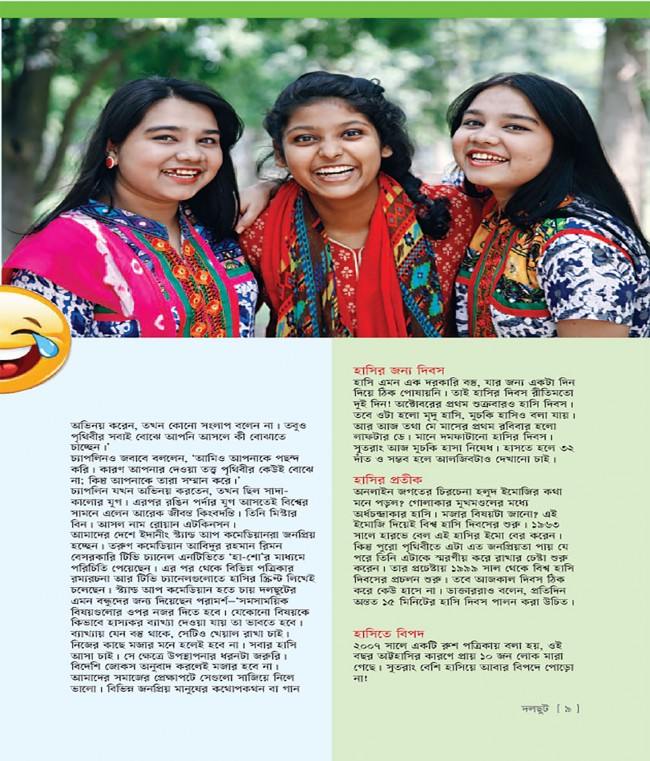 অভিনয় করেন, তখন কোনো সংলাপ বলেন না। তবুও
পৃথিবীর সবাই বোঝে আপনি আসলে কী বোঝাতে
চাচ্ছেন।’
চ্যাপলিনও জবাবে বললেন, ‘আমিও আপনাকে পছন্দ
করি। কারণ আপনার দেওয়া তত্ত্ব পৃথিবীর কেউই বোঝে
না; কিন্তু আপনাকে তারা সম্মান করে।’
চ্যাপলিন যখন অভিনয় করতেন, তখন ছিল সাদা-
কালোর যুগ। এরপর রঙিন পর্দার যুগ আসতেই বিশ্বের
সামনে এলেন আরেক জীবন্ত কিংবদন্তি। তিনি মিস্টার
বিন। আসল নাম রোয়ান এটকিনসন।
আমাদের দেশে ইদানীং স্ট্যান্ড আপ কমেডিয়ানরা জনপ্রিয়
হচ্ছেন। তরুণ কমেডিয়ান আবিদুর রহমান রিমন
বেসরকারি টিভি চ্যানেল এনটিভিতে ‘হা-শো’র মাধ্যমে
পরিচিতি পেয়েছেন। এর পর থেকে বিভিন্ন পত্রিকার
রম্যরচনা আর টিভি চ্যানেলগুলোতে হাসির স্ক্রিপ্ট লিখেই
চলেছেন। স্ট্যান্ড আপ কমেডিয়ান হতে চায় দলছুটের
এমন বন্ধুদের জন্য দিয়েছেন পরামর্শ–‘সমসাময়িক
বিষয়গুলোর ওপর নজর দিতে হবে। যেকোনো বিষয়কে
কিভাবে হাস্যকর ব্যাখ্যা দেওয়া যায় তা ভাবতে হবে।
ব্যাখ্যায় যেন বস্তু থাকে, সেটিও খেয়াল রাখা চাই।
নিজের কাছে মজার মনে হলেই হবে না। সবার হাসি
আসা চাই। সে ক্ষেত্রে উপস্থাপনার ধরনটা জরুরি।
বিদেশি জোকস অনুবাদ করলেই মজার হবে না।
আমাদের সমাজের প্রেক্ষাপটে সেগুলো সাজিয়ে নিলে
ভালো। বিভিন্ন জনপ্রিয় মানুষের কথোপকথন বা গান
হাসির জন্য দিবস
হাসি এমন এক দরকারি বস্তু, যার জন্য একটা দিন
দিয়ে ঠিক পোষায়নি। তাই হাসির দিবস রীতিমতো
দুই দিন! অক্টোবরের প্রথম শুক্রবারও হাসি দিবস।
তবে ওটা হলো মৃদু হাসি, মুচকি হাসিও বলা যায়।
আর আজ তথা মে মাসের প্রথম রবিবার হলো
লাফটার ডে। মানে দমফাটানো হাসির দিবস।
সুতরাং আজ মুচকি হাসা নিষেধ। হাসতে হলে ৩২
দাঁত ও সম্ভব হলে আলজিবটাও দেখানো চাই।
হাসির প্রতীক
অনলাইন জগতের চিরচেনা হলুদ ইমোজির কথা
মনে পড়ল? গোলাকার মুখমণ্ডলের মধ্যে
অর্ধচন্দ্রাকার হাসি। মজার বিষয়টা জানো? এই
ইমোজি দিয়েই বিশ্ব হাসি দিবসের শুরু। ১৯৬৩
সালে হারভে বেল এই হাসির ইমো বের করেন।
কিন্তু পুরো পৃথিবীতে এটা এত জনপ্রিয়তা পায় যে
পরে তিনি এটাকে স্মরণীয় করে রাখার চেষ্টা শুরু
করেন। তার প্রচেষ্টায় ১৯৯৯ সাল থেকে বিশ্ব হাসি
দিবসের প্রচলন শুরু। তবে আজকাল দিবস ঠিক
করে কেউ হাসে না। ডাক্তাররাও বলেন, প্রতিদিন
অন্তত ১৫ মিনিটের হাসি দিবস পালন করা উচিত।
হাসিতে বিপদ
২০০৭ সালে একটি রুশ পত্রিকায় বলা হয়, ওই
বছর অট্টহাসির কারণে প্রায় ১০ জন লোক মারা
গেছে। সুতরাং বেশি হাসিয়ে আবার বিপদে পোড়ো
না!
দলছুট [ ৯ ]